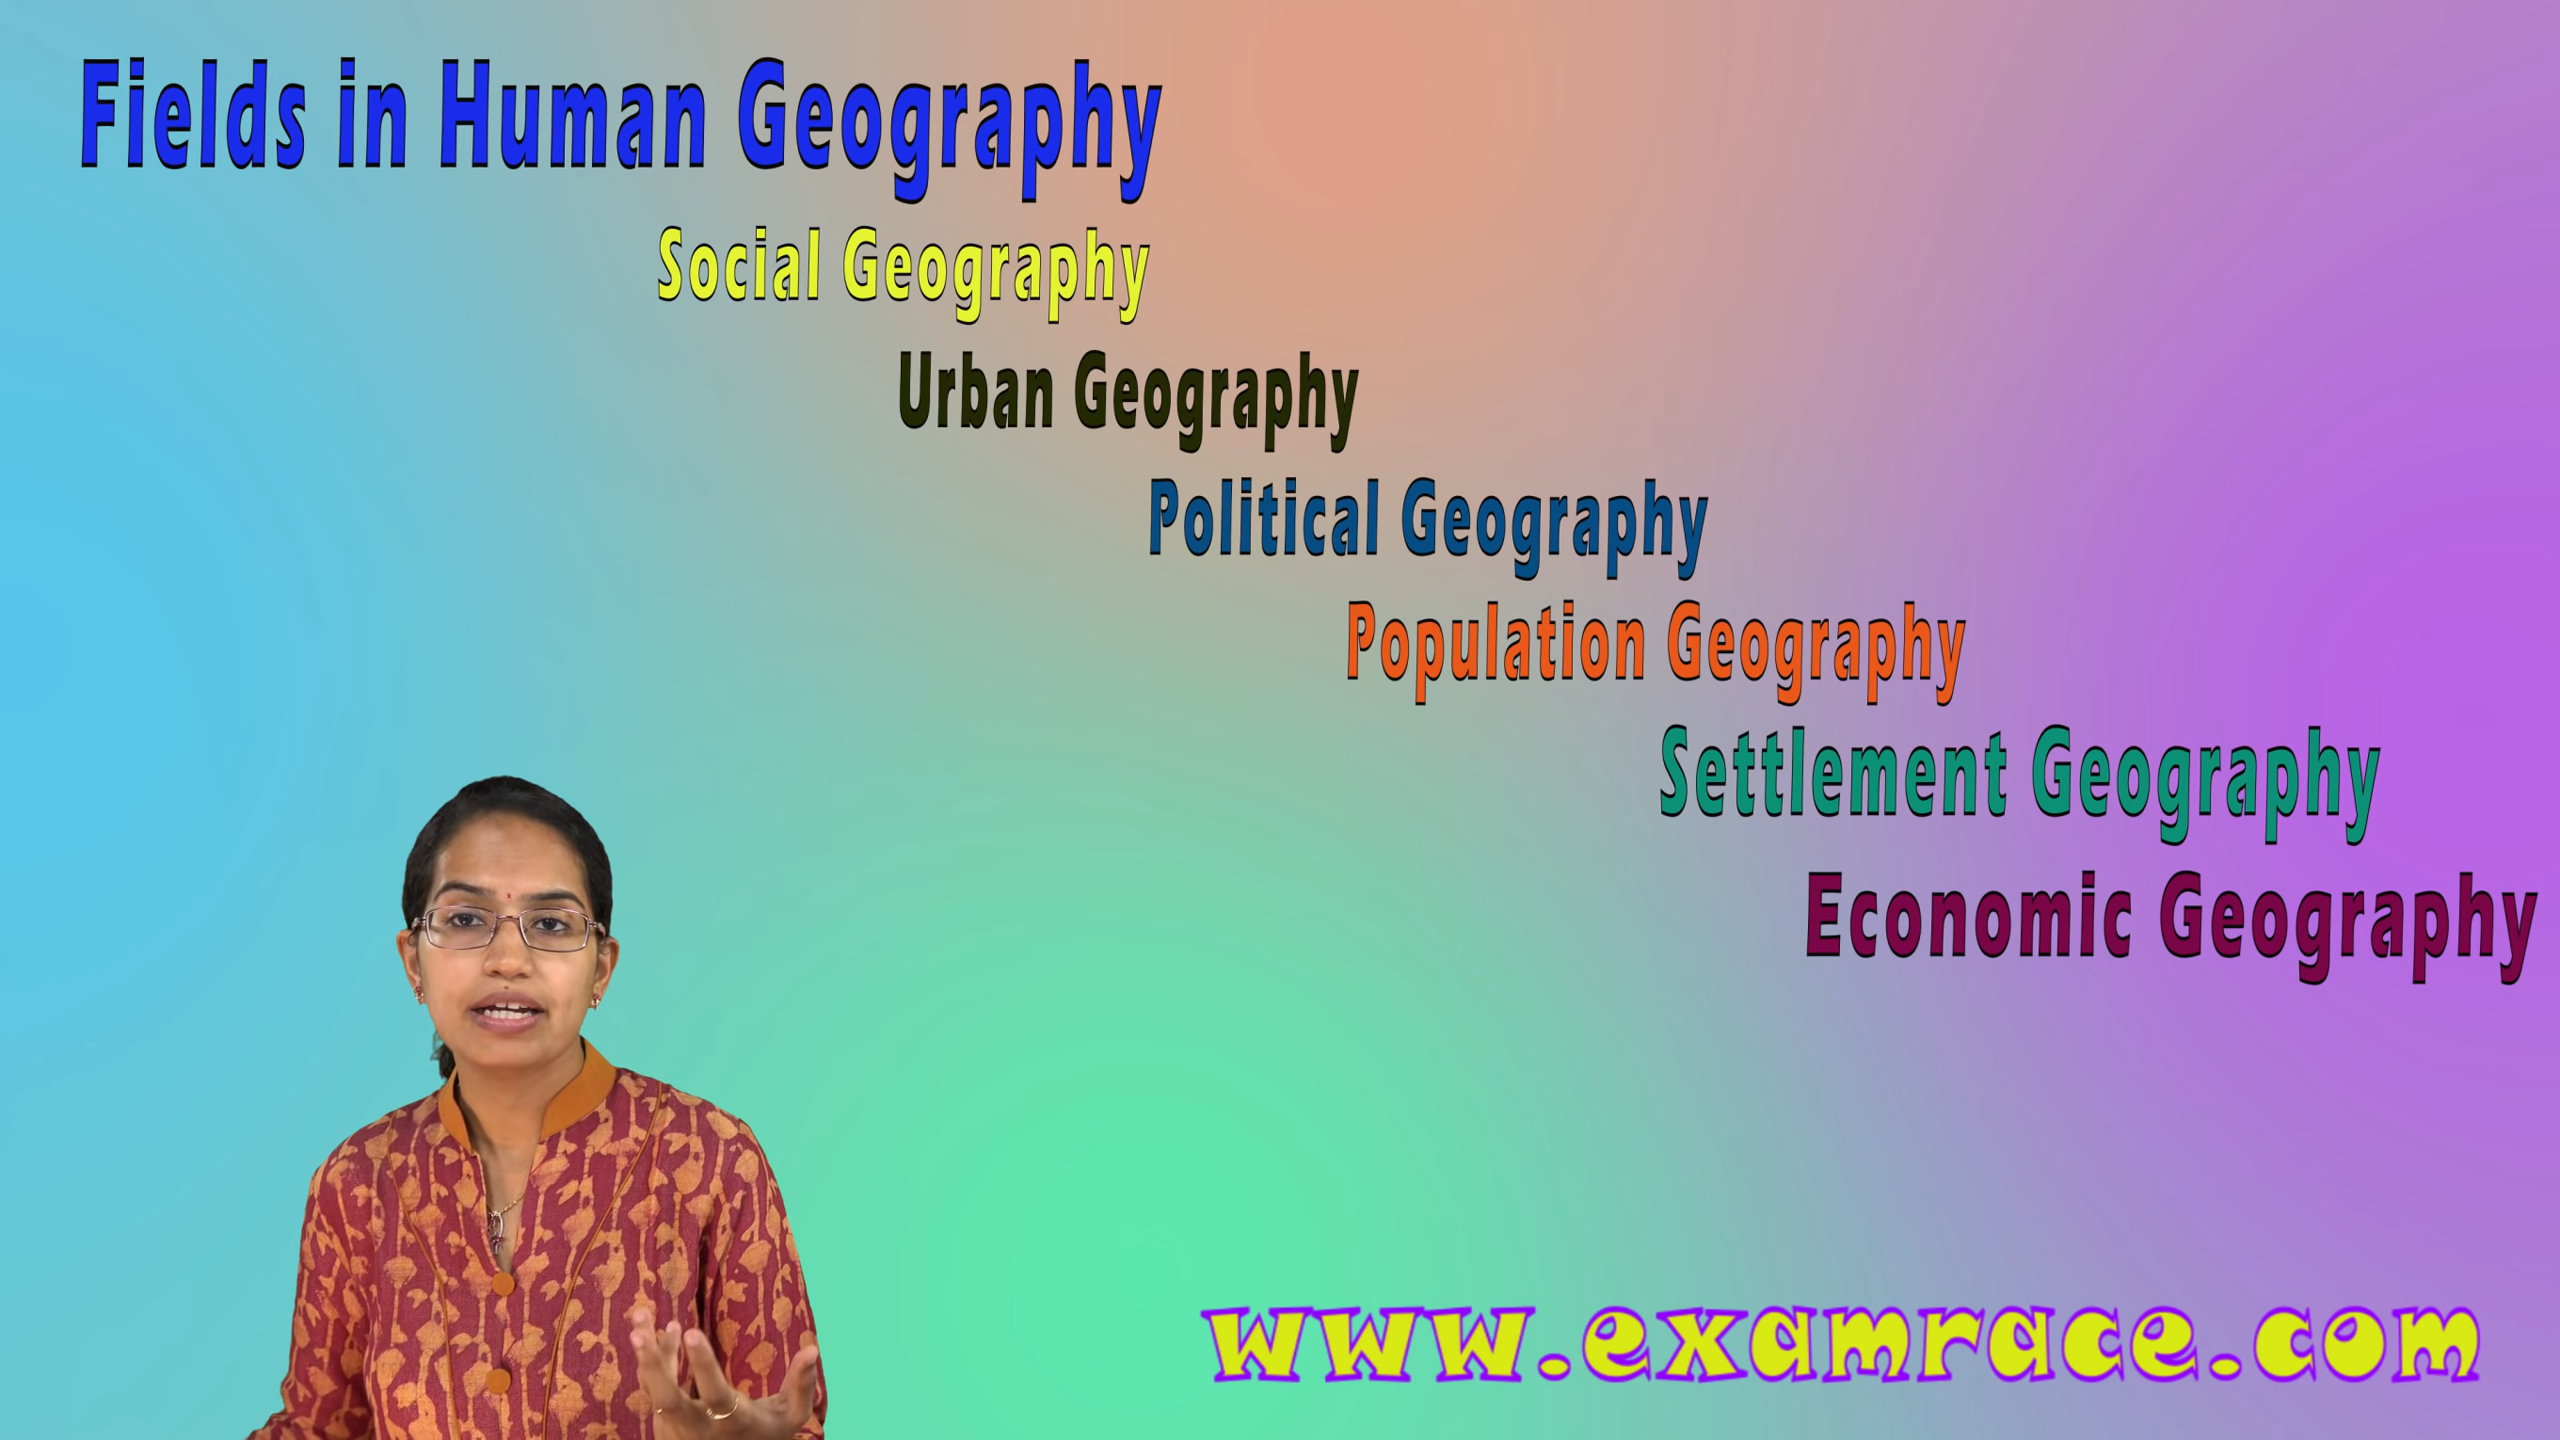 Fields in Human Geography
Social Geography
Urban Geography
Political Geography
Population Geography
Settlement Geography
Economic Geography
www.examrace.com